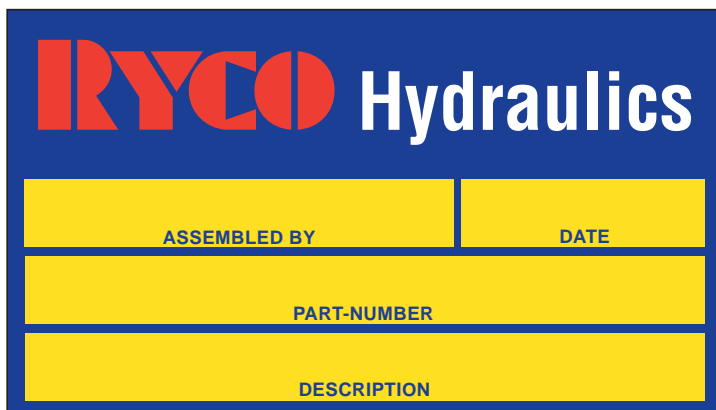 RYCO Hydraulics
ASSEMBLED BY DATE
PART-NUMBER
DESCRIPTION